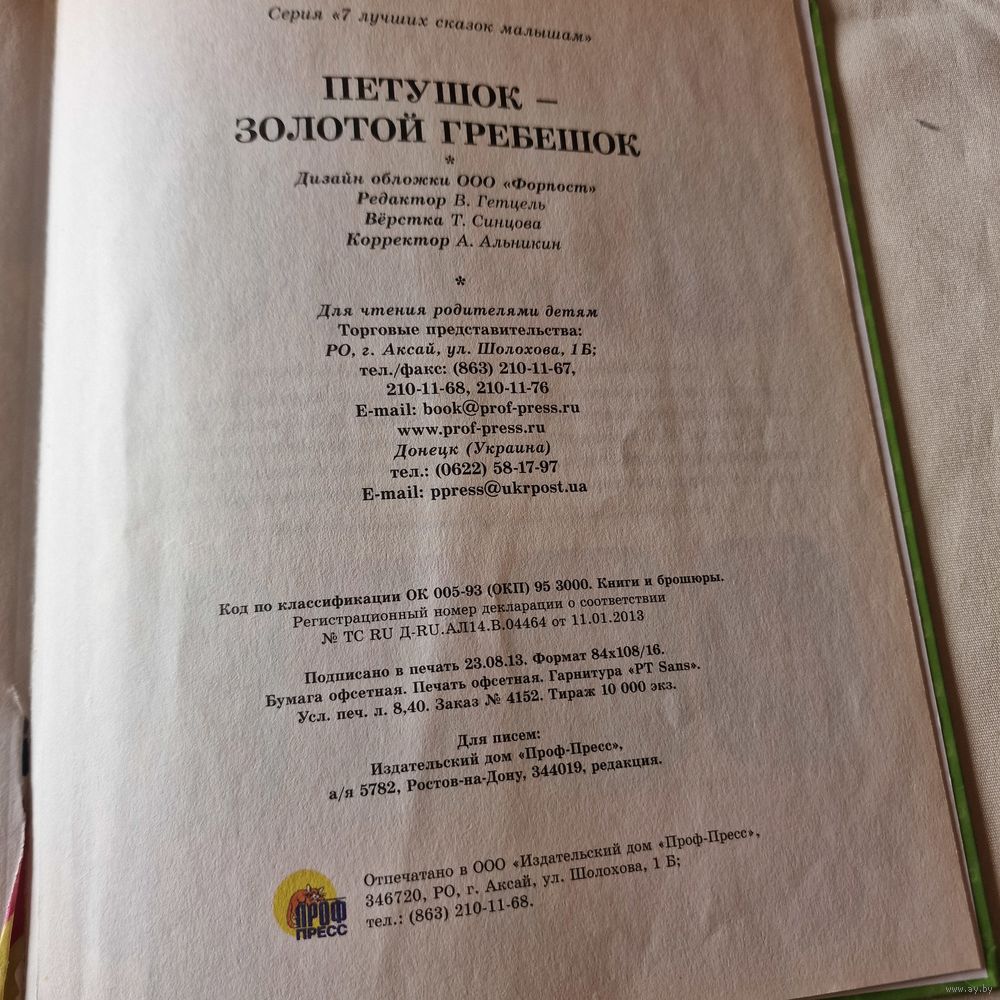 Серия «7 лучших сказок малышам»
ПЕТУШОК –
ЗОЛОТОЙ ГРЕБЕШОК
*
Дизайн обложки ООО «Форпост»
Редактор В. Гетцель
Вёрстка Т. Синцова
Корректор А. Альникин
*
Для чтения родителями детям
Торговые представительства:
РО, г. Аксай, ул. Шолохова, 1 Б;
тел./факс: (863) 210-11-67,
210-11-68, 210-11-76
E-mail: book@prof-press.ru
www.prof-press.ru
Донецк (Украина)
тел.: (0622) 58-17-97
E-mail: ppress@ukrpost.ua
Код по классификации ОК 005-93 (ОКП) 95 3000. Книги и брошюры.
Регистрационный номер декларации о соответствии
№ ТС RU Д-RU.АЛ14.В.04464 от 11.01.2013
Подписано в печать 23.08.13. Формат 84х108/16.
Бумага офсетная. Печать офсетная. Гарнитура «PT Sans».
Усл. печ. л. 8,40. Заказ № 4152. Тираж 10 000 экз.
Для писем:
Издательский дом «Проф-Пресс»,
а/я 5782, Ростов-на-Дону, 344019, редакция.
Отпечатано в ООО «Издательский дом «Проф-Пресс»,
346720, РО, г. Аксай, ул. Шолохова, 1 Б;
тел.: (863) 210-11-68.
ПРОФ
ПРЕСС
www.ay.by